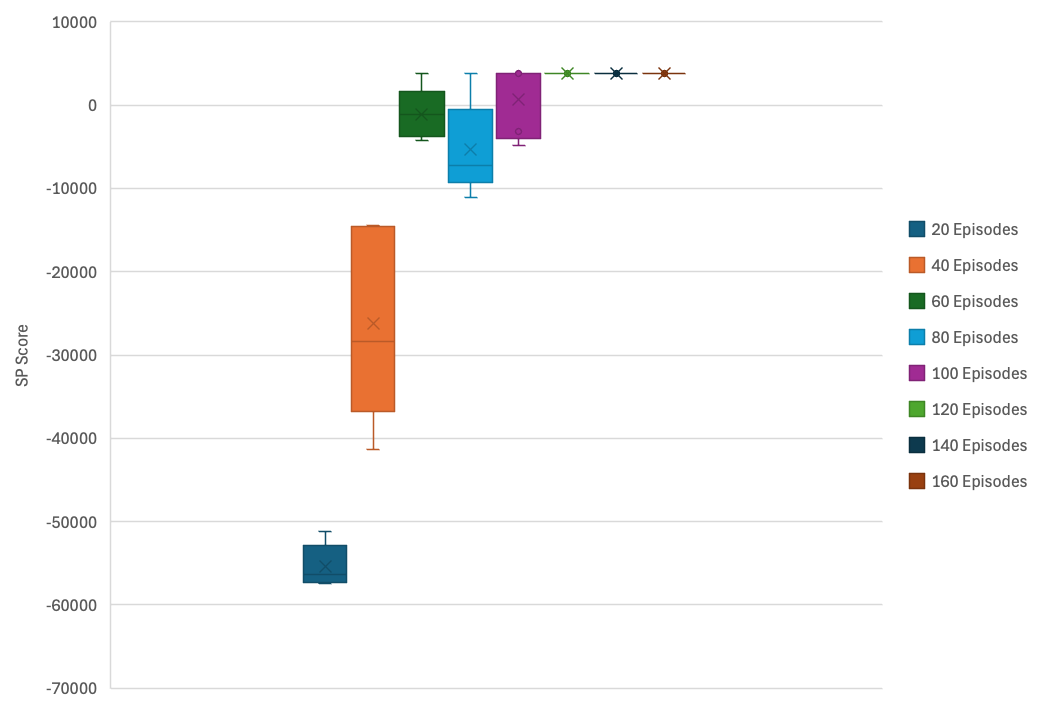 10000
0
-10000
-20000
-30000
-40000
-50000
-60000
-70000
SP Score
20 Episodes
40 Episodes
60 Episodes
80 Episodes
100 Episodes
120 Episodes
140 Episodes
160 Episodes